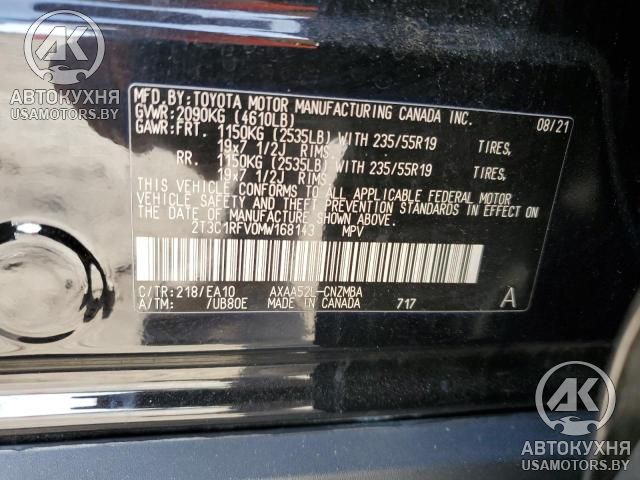 AK
АВТОКУХНЯ
USAMOTORS.BY
MFD.BY:TOYOTA MOTOR MANUFACTURING CANADA INC. 08/21
GVWR:2090KG (4610LB)
GAWR:FRT. 1150KG (2535LB) WITH 235/55R19 TIRES,
19x7 1/2J RIMS
RR. 1150KG (2535LB) WITH 235/55R19 TIRES,
19x7 1/2J RIMS
THIS VEHICLE CONFORMS TO ALL APPLICABLE FEDERAL MOTOR
VEHICLE SAFETY AND THEFT PREVENTION STANDARDS IN EFFECT ON
THE DATE OF MANUFACTURE SHOWN ABOVE.
2T3C1RFV0MW168143 MPV
C/TR:218/EA10 AXAA52L-CNZMBA
A/TM: /UB80E MADE IN CANADA 717 A
AK
АВТОКУХНЯ
USAMOTORS.BY